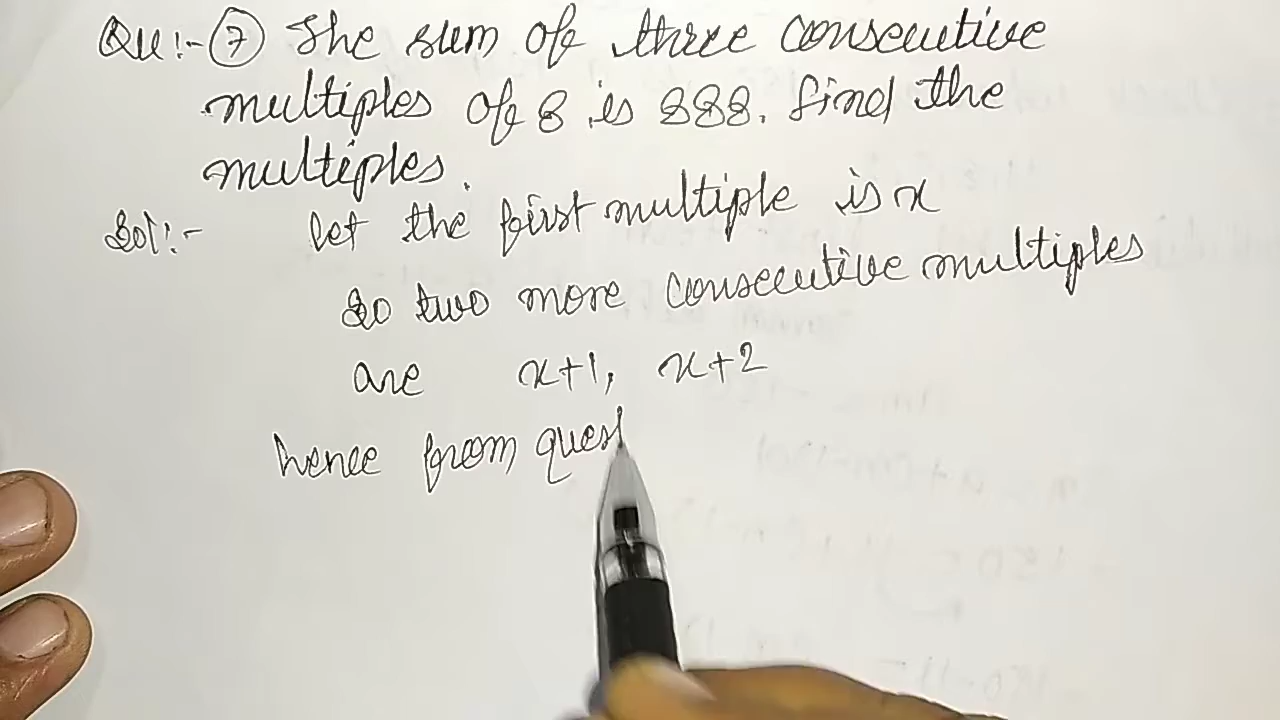 Qu:- 7 The sum of three consecutive
multiples of 8 is 888. find the
multiples.
Sol:- let the first multiple is x
So two more consecutive multiples
are x+1, x+2
hence from quest